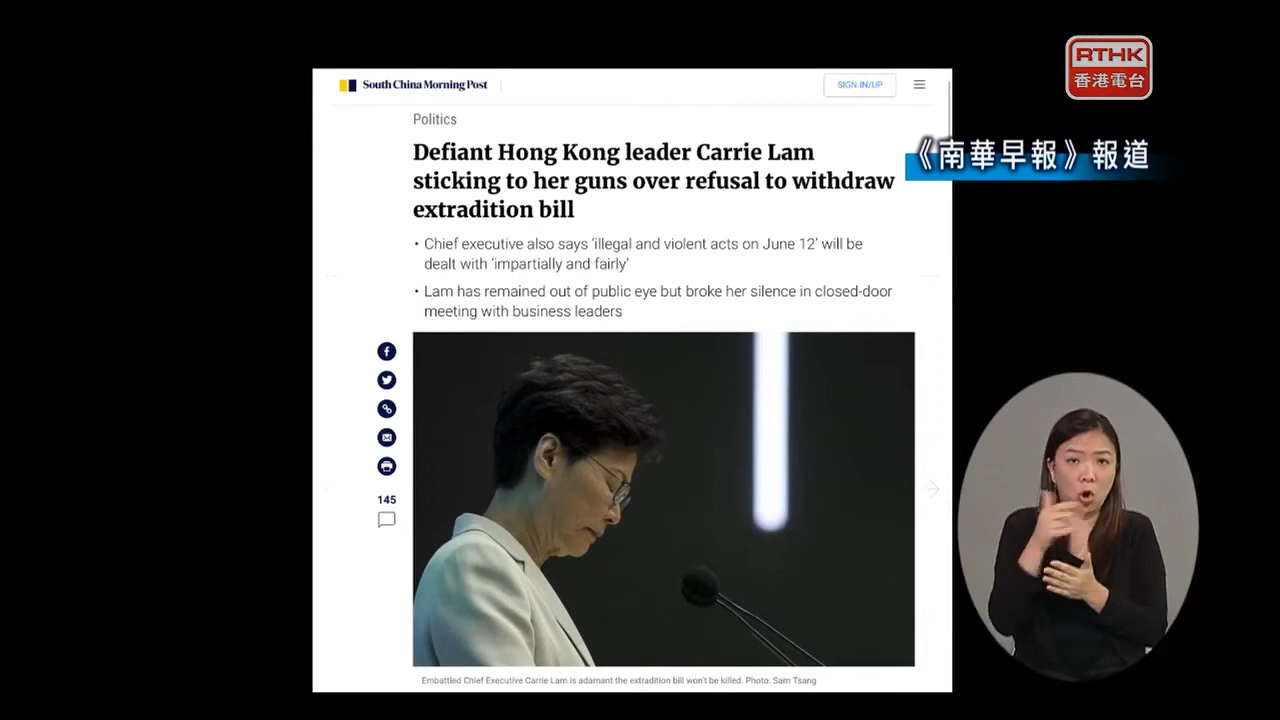 RTHK
香港電台
South China Morning Post
SIGN IN/UP
《南華早報》報道
Politics
Defiant Hong Kong leader Carrie Lam
sticking to her guns over refusal to withdraw
extradition bill
• Chief executive also says ‘illegal and violent acts on June 12’ will be
dealt with ‘impartially and fairly’
• Lam has remained out of public eye but broke her silence in closed-door
meeting with business leaders
145
Embattled Chief Executive Carrie Lam is adamant the extradition bill won't be killed. Photo: Sam Tsang